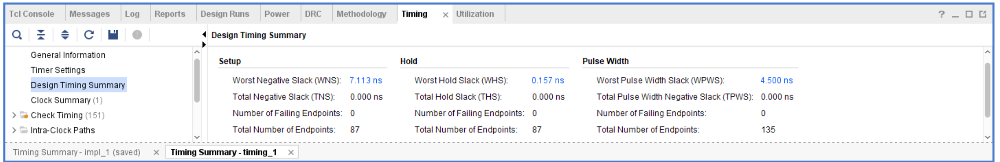 Tcl Console Messages Log Reports Design Runs Power DRC Methodology Timing × Utilization ?
Design Timing Summary
General Information
Timer Settings
Design Timing Summary
Clock Summary (1)
Check Timing (151)
Intra-Clock Paths
Setup
Worst Negative Slack (WNS): 7.113 ns
Total Negative Slack (TNS): 0.000 ns
Number of Failing Endpoints: 0
Total Number of Endpoints: 87
Hold
Worst Hold Slack (WHS): 0.157 ns
Total Hold Slack (THS): 0.000 ns
Number of Failing Endpoints: 0
Total Number of Endpoints: 87
Pulse Width
Worst Pulse Width Slack (WPWS): 4.500 ns
Total Pulse Width Negative Slack (TPWS): 0.000 ns
Number of Failing Endpoints: 0
Total Number of Endpoints: 135
Timing Summary - impl_1 (saved) × Timing Summary - timing_1 ×